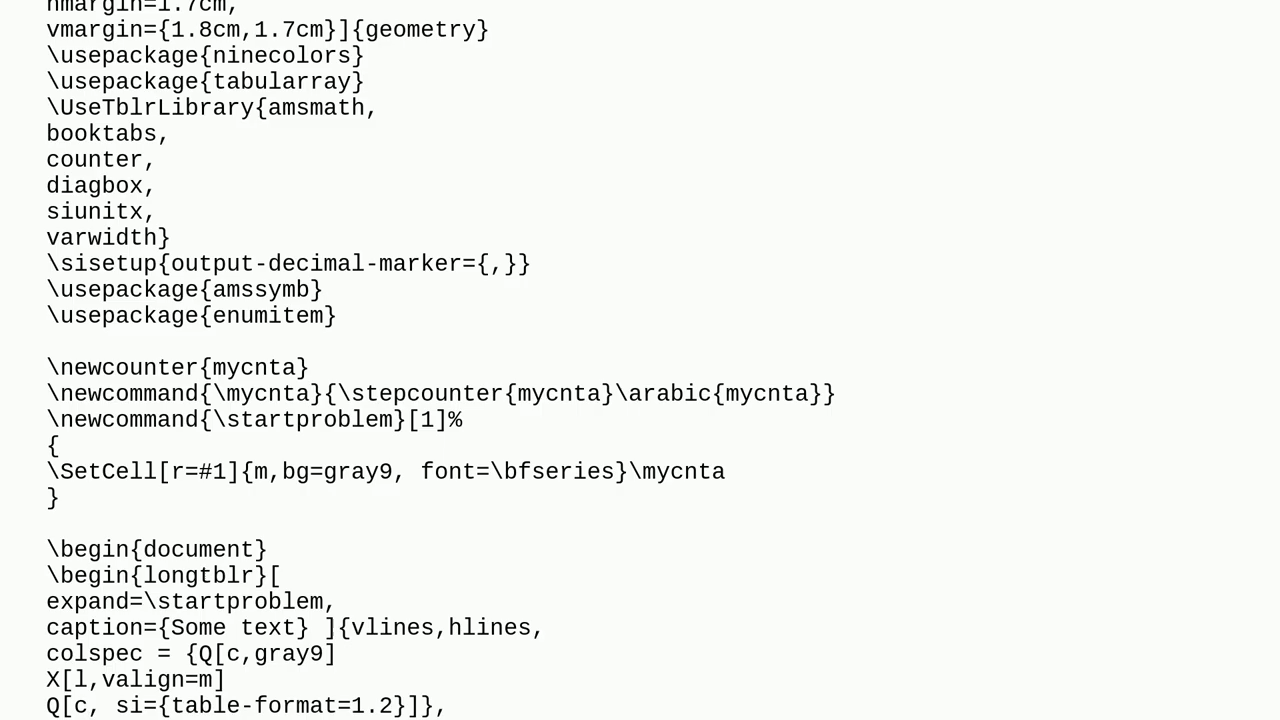 hmargin=1.7cm,
vmargin={1.8cm,1.7cm}]{geometry}
\usepackage{ninecolors}
\usepackage{tabularray}
\UseTblrLibrary{amsmath,
booktabs,
counter,
diagbox,
siunitx,
varwidth}
\sisetup{output-decimal-marker={,}}
\usepackage{amssymb}
\usepackage{enumitem}

\newcounter{mycnta}
\newcommand{\mycnta}{\stepcounter{mycnta}\arabic{mycnta}}
\newcommand{\startproblem}[1]%
{
\SetCell[r=#1]{m,bg=gray9, font=\bfseries}\mycnta
}

\begin{document}
\begin{longtblr}[
expand=\startproblem,
caption={Some text} ]{vlines,hlines,
colspec = {Q[c,gray9]
X[l,valign=m]
Q[c, si={table-format=1.2}]},